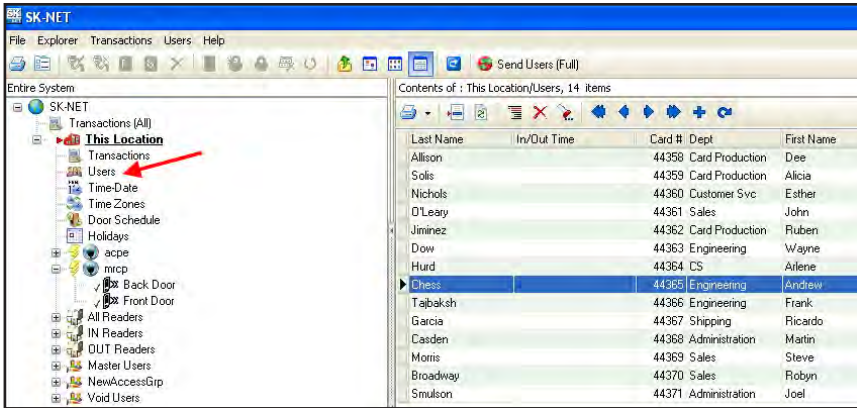 SK-NET
File Explorer Transactions Users Help
Send Users (Full)
Entire System
SK-NET
Transactions (All)
This Location
Transactions
Users
Time-Date
Time Zones
Door Schedule
Holidays
acpe
mrcp
Back Door
Front Door
All Readers
IN Readers
OUT Readers
Master Users
NewAccessGrp
Void Users
Contents of : This Location/Users, 14 items
Last Name In/Out Time Card # Dept First Name
Allison 44358 Card Production Dee
Solis 44359 Card Production Alicia
Nichols 44360 Customer Svc Esther
O'Leary 44361 Sales John
Jiminez 44362 Card Production Ruben
Dow 44363 Engineering Wayne
Hurd 44364 CS Arlene
Chess 44365 Engineering Andrew
Tajbaksh 44366 Engineering Frank
Garcia 44367 Shipping Ricardo
Casden 44368 Administration Martin
Morris 44369 Sales Steve
Broadway 44370 Sales Robyn
Smulson 44371 Administration Joel